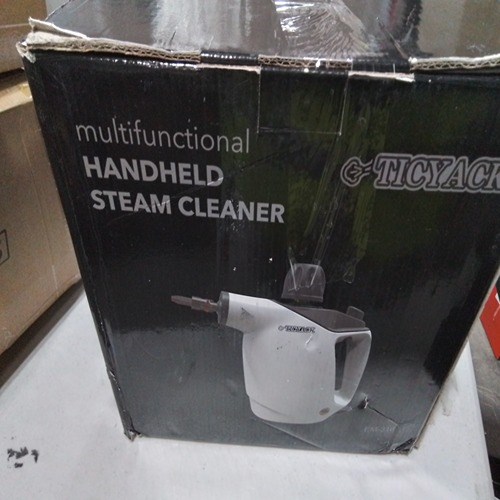 multifunctional
HANDHELD
STEAM CLEANER
TICYACK